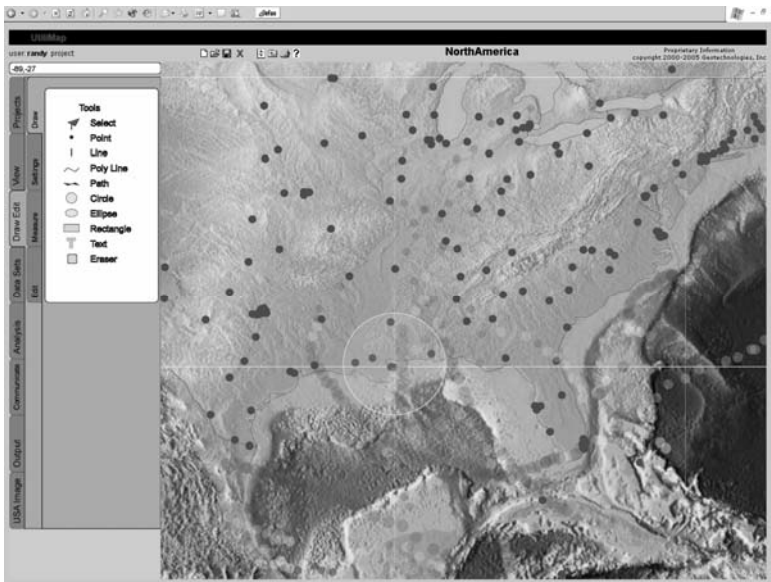 UtiliMap
user: randy project:
NorthAmerica
Proprietary Information
copyright 2000-2005 Geotechnologies, Inc
-89,-27
Projects
View
Draw Edit
Data Sets
Analysis
Communicate
Output
USA Image
Draw
Settings
Measure
Edit
Tools
Select
Point
Line
Poly Line
Path
Circle
Ellipse
Rectangle
Text
Eraser